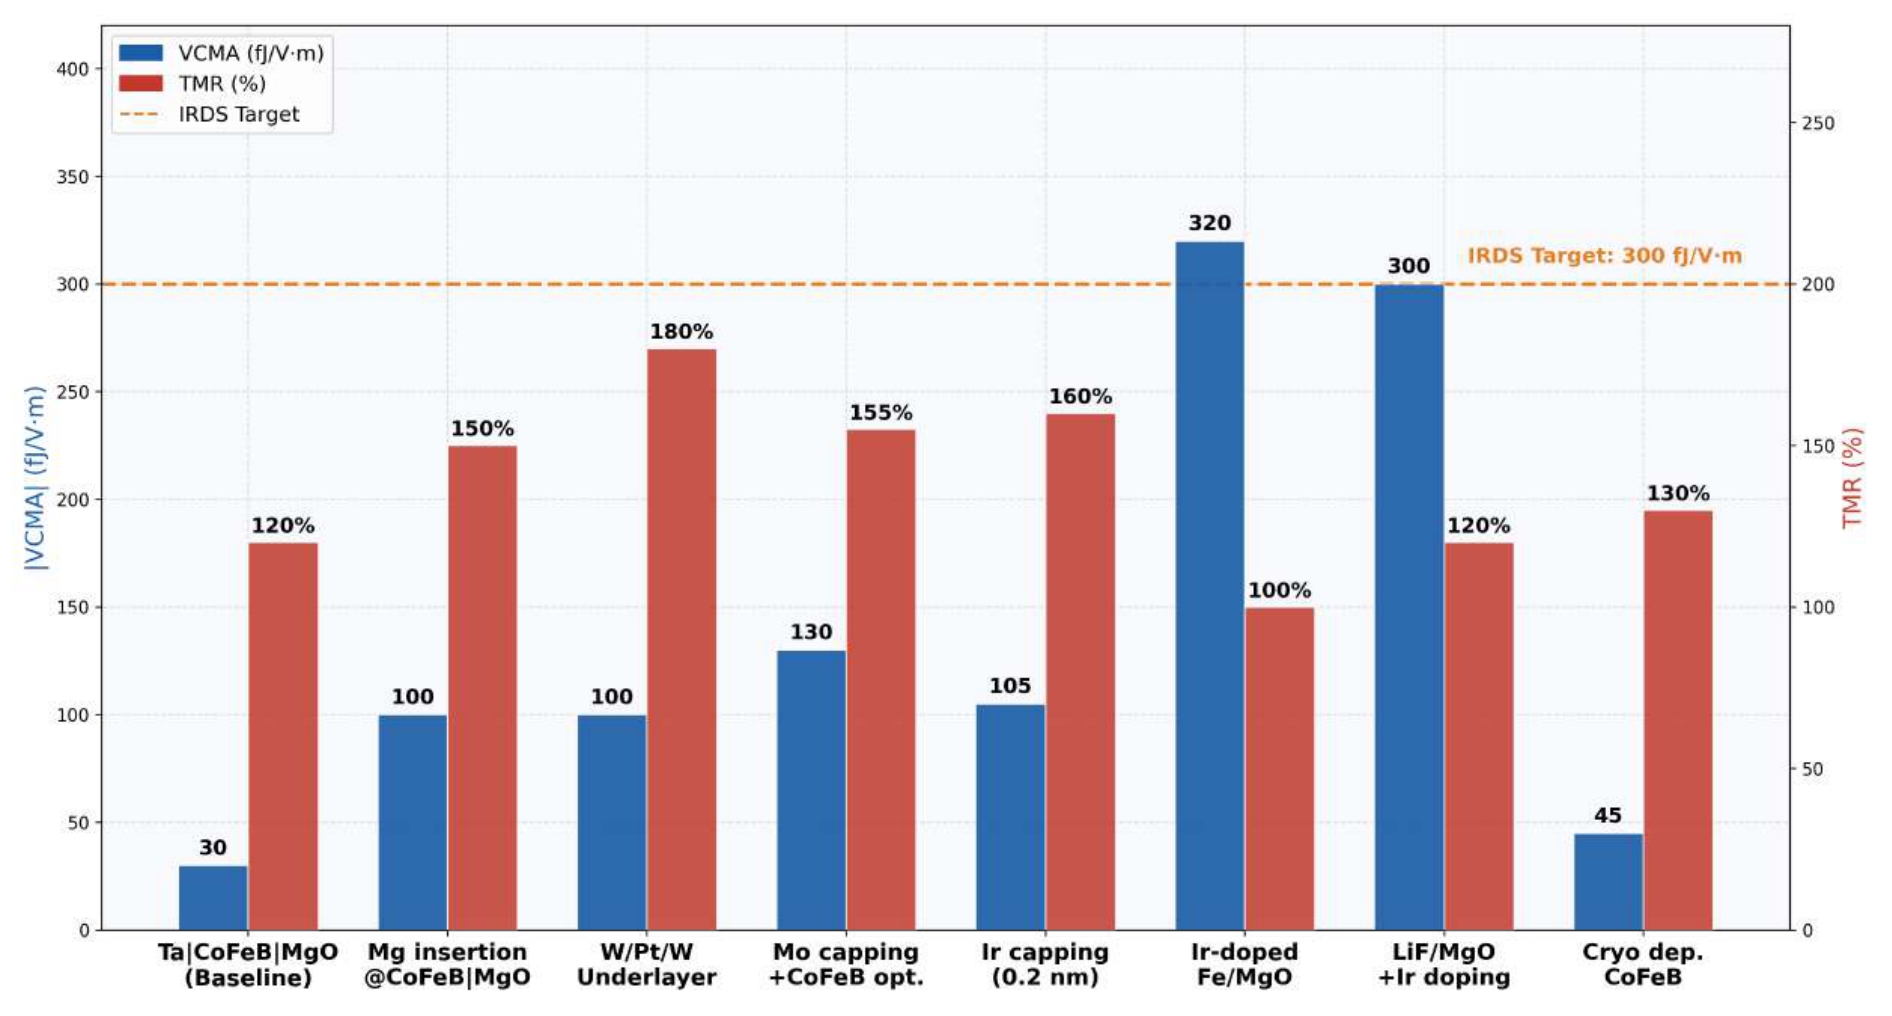 VCMA (fJ/V·m)
TMR (%)
IRDS Target
400
350
300
250
200
150
100
50
0
|VCMA| (fJ/V·m)
250
200
150
100
50
0
TMR (%)
IRDS Target: 300 fJ/V·m
30
120%
100
150%
100
180%
130
155%
105
160%
320
100%
300
120%
45
130%
Ta|CoFeB|MgO
(Baseline)
Mg insertion
@CoFeB|MgO
W/Pt/W
Underlayer
Mo capping
+CoFeB opt.
Ir capping
(0.2 nm)
Ir-doped
Fe/MgO
LiF/MgO
+Ir doping
Cryo dep.
CoFeB